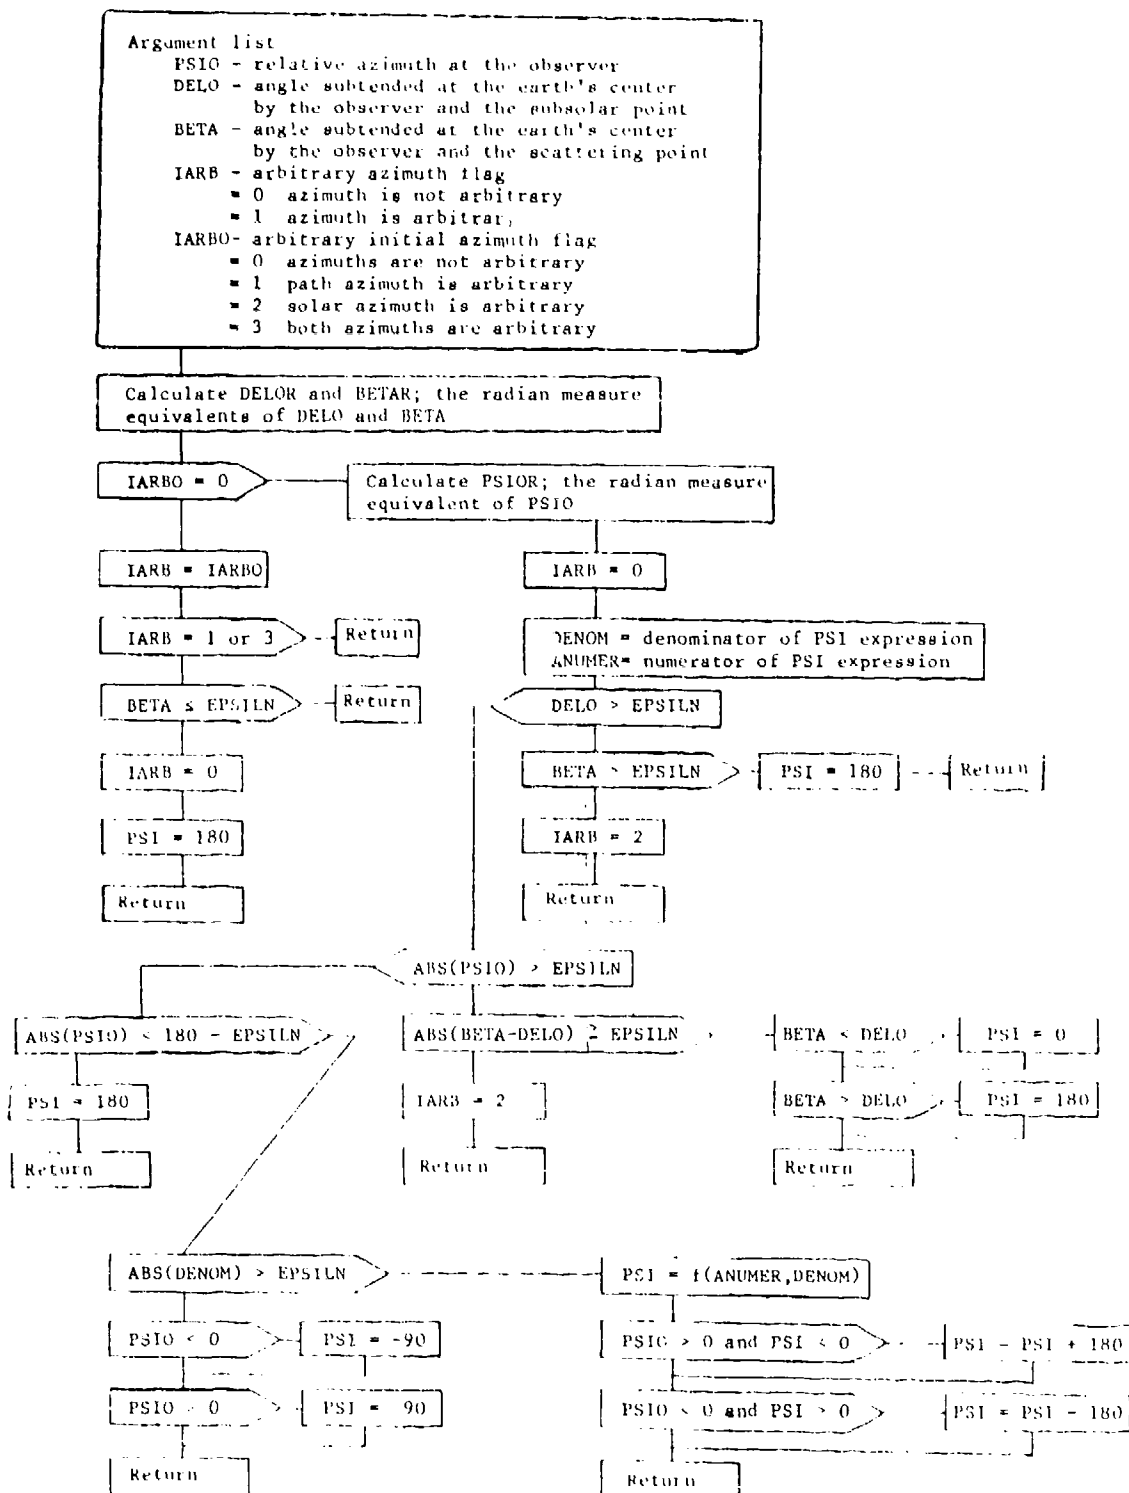 Argument list
PSIO - relative azimuth at the observer
DELO - angle subtended at the earth's center
by the observer and the subsolar point
BETA - angle subtended at the earth's center
by the observer and the scattering point
IARB - arbitrary azimuth flag
= 0 azimuth is not arbitrary
= 1 azimuth is arbitrar,
IARBO- arbitrary initial azimuth flag
= 0 azimuths are not arbitrary
= 1 path azimuth is arbitrary
= 2 solar azimuth is arbitrary
= 3 both azimuths are arbitrary
Calculate DELOR and BETAR; the radian measure
equivalents of DELO and BETA
IARBO = 0
Calculate PSIOR; the radian measure
equivalent of PSIO
IARB = IARBO
IARB = 0
IARB = 1 or 3
Return
DENOM = denominator of PSI expression
ANUMER= numerator of PSI expression
BETA ≤ EPSILN
Return
DELO > EPSILN
IARB = 0
BETA > EPSILN
PSI = 180
Return
PSI = 180
IARB = 2
Return
Return
ABS(PSIO) > EPSILN
ABS(PSIO) < 180 - EPSILN
ABS(BETA-DELO) ≥ EPSILN
BETA < DELO
PSI = 0
PSI = 180
IARB = 2
BETA > DELO
PSI = 180
Return
Return
Return
ABS(DENOM) > EPSILN
PSI = f(ANUMER,DENOM)
PSIO < 0
PSI = -90
PSIO > 0 and PSI < 0
PSI - PSI + 180
PSIO > 0
PSI = 90
PSIO < 0 and PSI > 0
PSI = PSI - 180
Return
Return